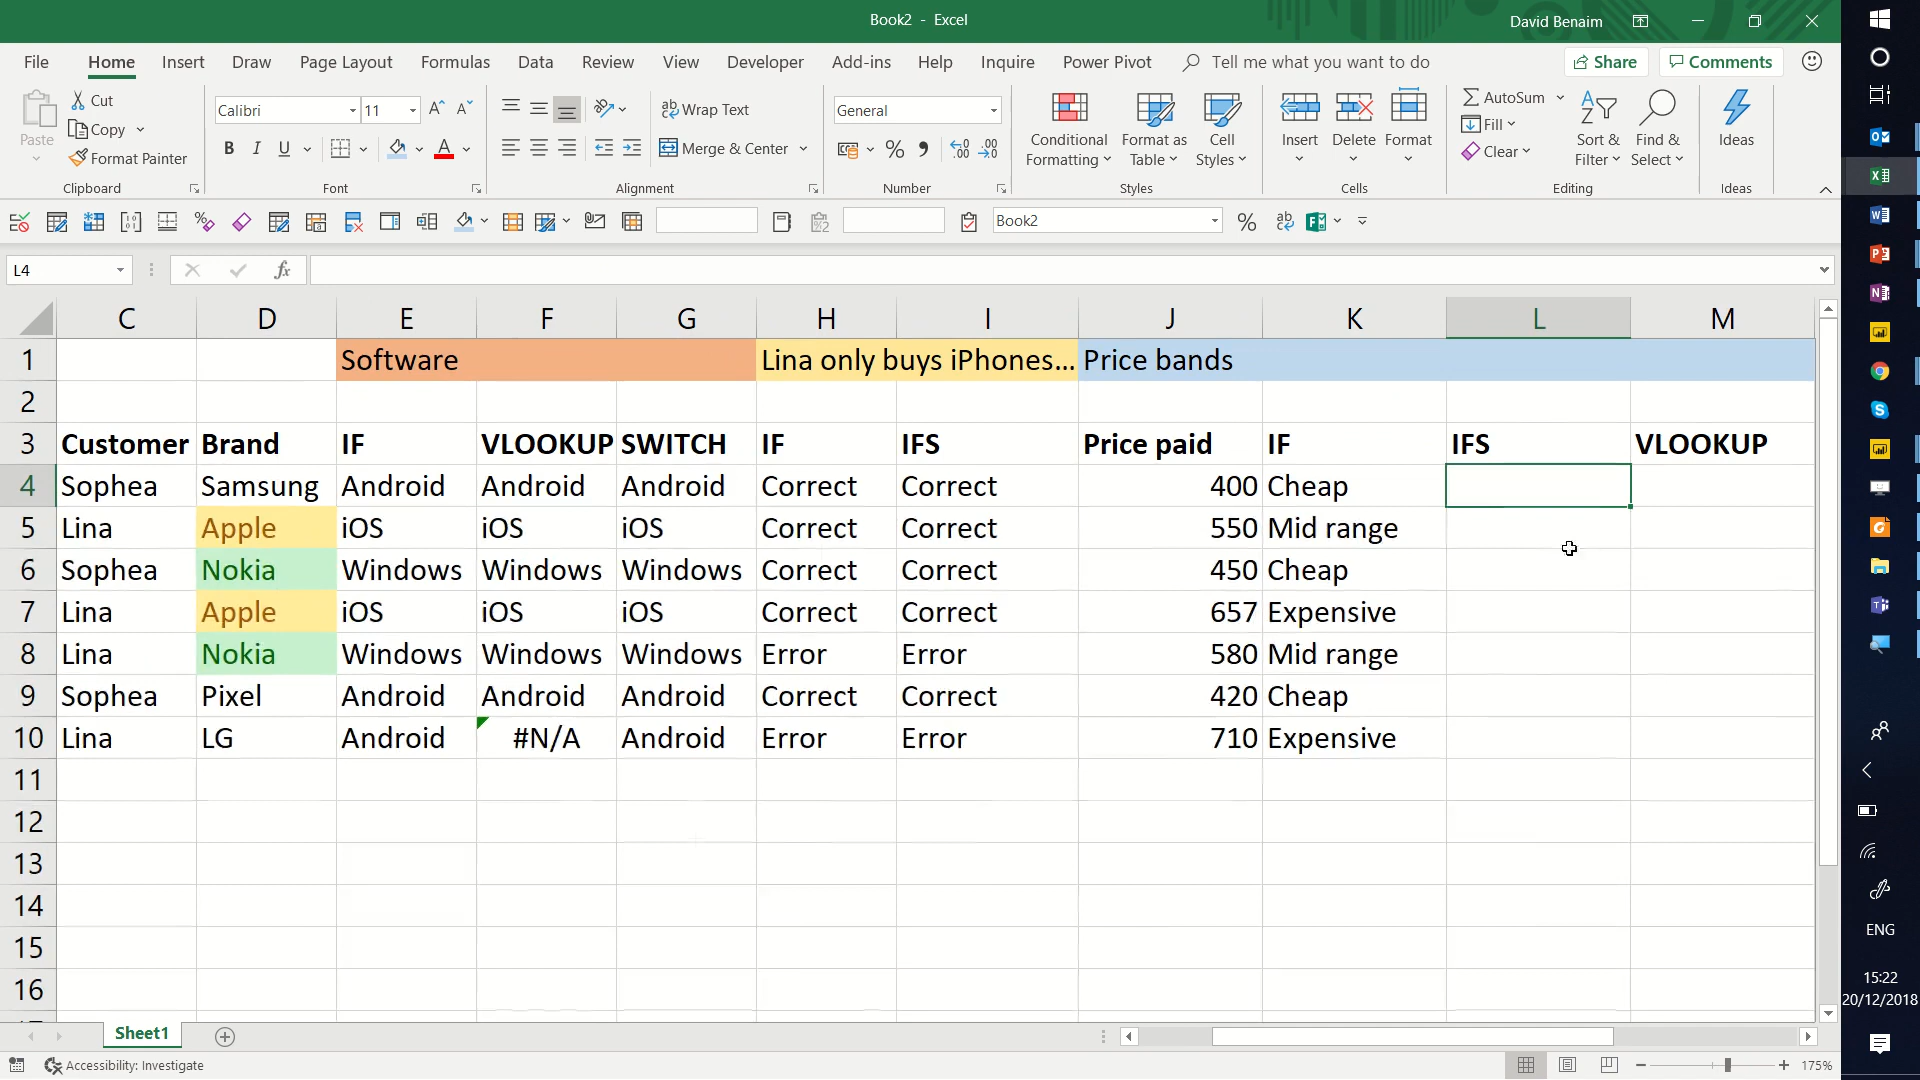 Book2 - Excel
David Benaim
File Home Insert Draw Page Layout Formulas Data Review View Developer Add-ins Help Inquire Power Pivot Tell me what you want to do Share Comments
Paste
Cut
Copy
Format Painter
Clipboard
Calibri 11
B I U
Font
Wrap Text
Merge & Center
Alignment
General
Number
Conditional Formatting
Format as Table
Cell Styles
Styles
Insert Delete Format
Cells
AutoSum
Fill
Clear
Sort & Filter
Find & Select
Editing
Ideas
Ideas
Book2
L4
fx
C D E F G H I J K L M
1 Software Lina only buys iPhones... Price bands
2
3 Customer Brand IF VLOOKUP SWITCH IF IFS Price paid IF IFS VLOOKUP
4 Sophea Samsung Android Android Android Correct Correct 400 Cheap
5 Lina Apple iOS iOS iOS Correct Correct 550 Mid range
6 Sophea Nokia Windows Windows Windows Correct Correct 450 Cheap
7 Lina Apple iOS iOS iOS Correct Correct 657 Expensive
8 Lina Nokia Windows Windows Windows Error Error 580 Mid range
9 Sophea Pixel Android Android Android Correct Correct 420 Cheap
10 Lina LG Android #N/A Android Error Error 710 Expensive
11
12
13
14
15
16
Sheet1
Accessibility: Investigate
175%
ENG
15:22
20/12/2018